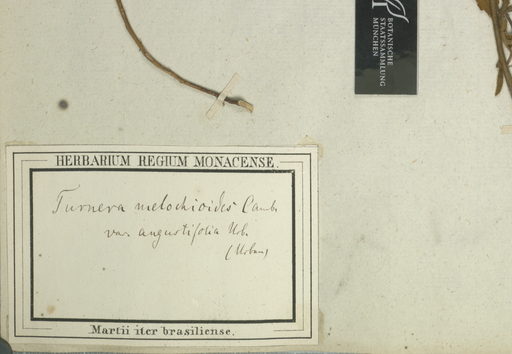 BOTANISCHE
STAATSSAMMLUNG
MÜNCHEN
HERBARIUM REGIUM MONACENSE.
Turnera melochioides Camb.
var. angustifolia Urb.
(Urban)
Martii iter brasiliense.